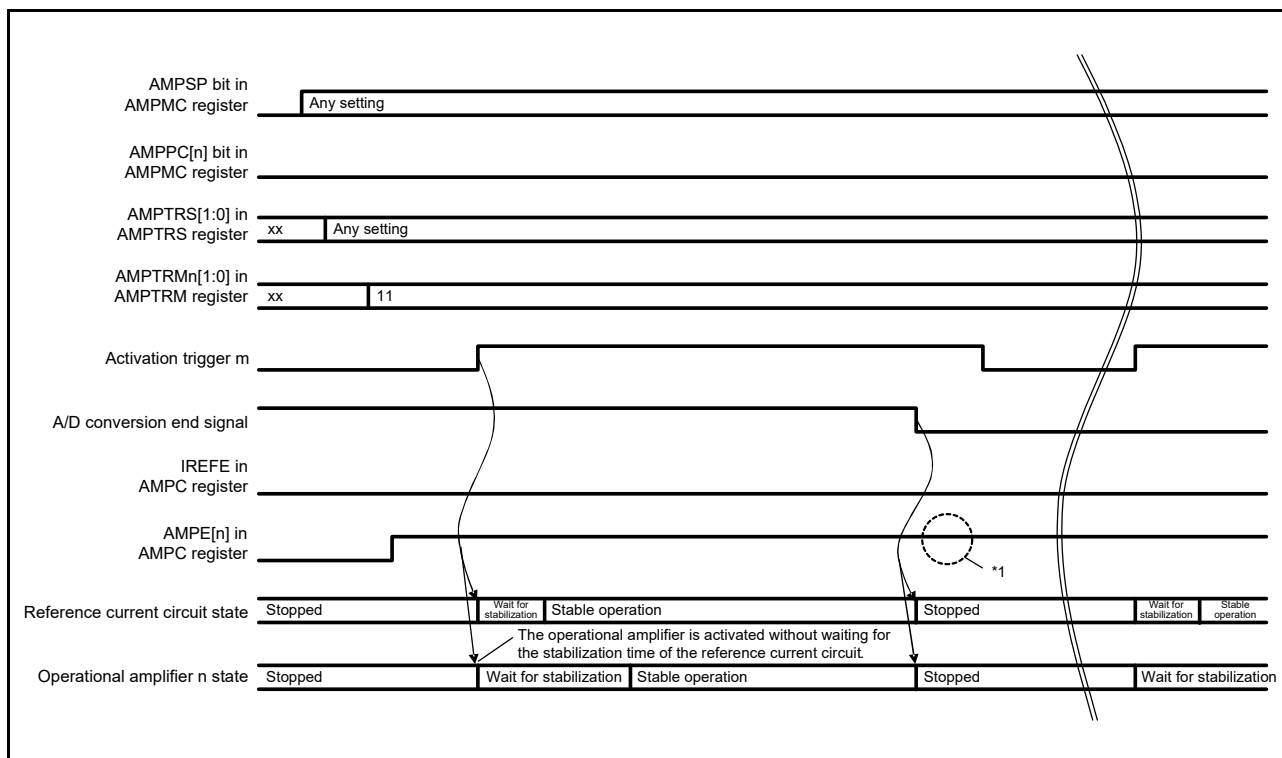 AMPSP bit in
AMPMC register
Any setting
AMPPC[n] bit in
AMPMC register
AMPTRS[1:0] in
AMPTRS register
xx
Any setting
AMPTRMn[1:0] in
AMPTRM register
xx
11
Activation trigger m
A/D conversion end signal
IREFE in
AMPC register
AMPE[n] in
AMPC register
*1
Reference current circuit state
Stopped
Wait for
stabilization
Stable operation
Stopped
Wait for
stabilization
Stable
operation
The operational amplifier is activated without waiting for
the stabilization time of the reference current circuit.
Operational amplifier n state
Stopped
Wait for stabilization
Stable operation
Stopped
Wait for stabilization